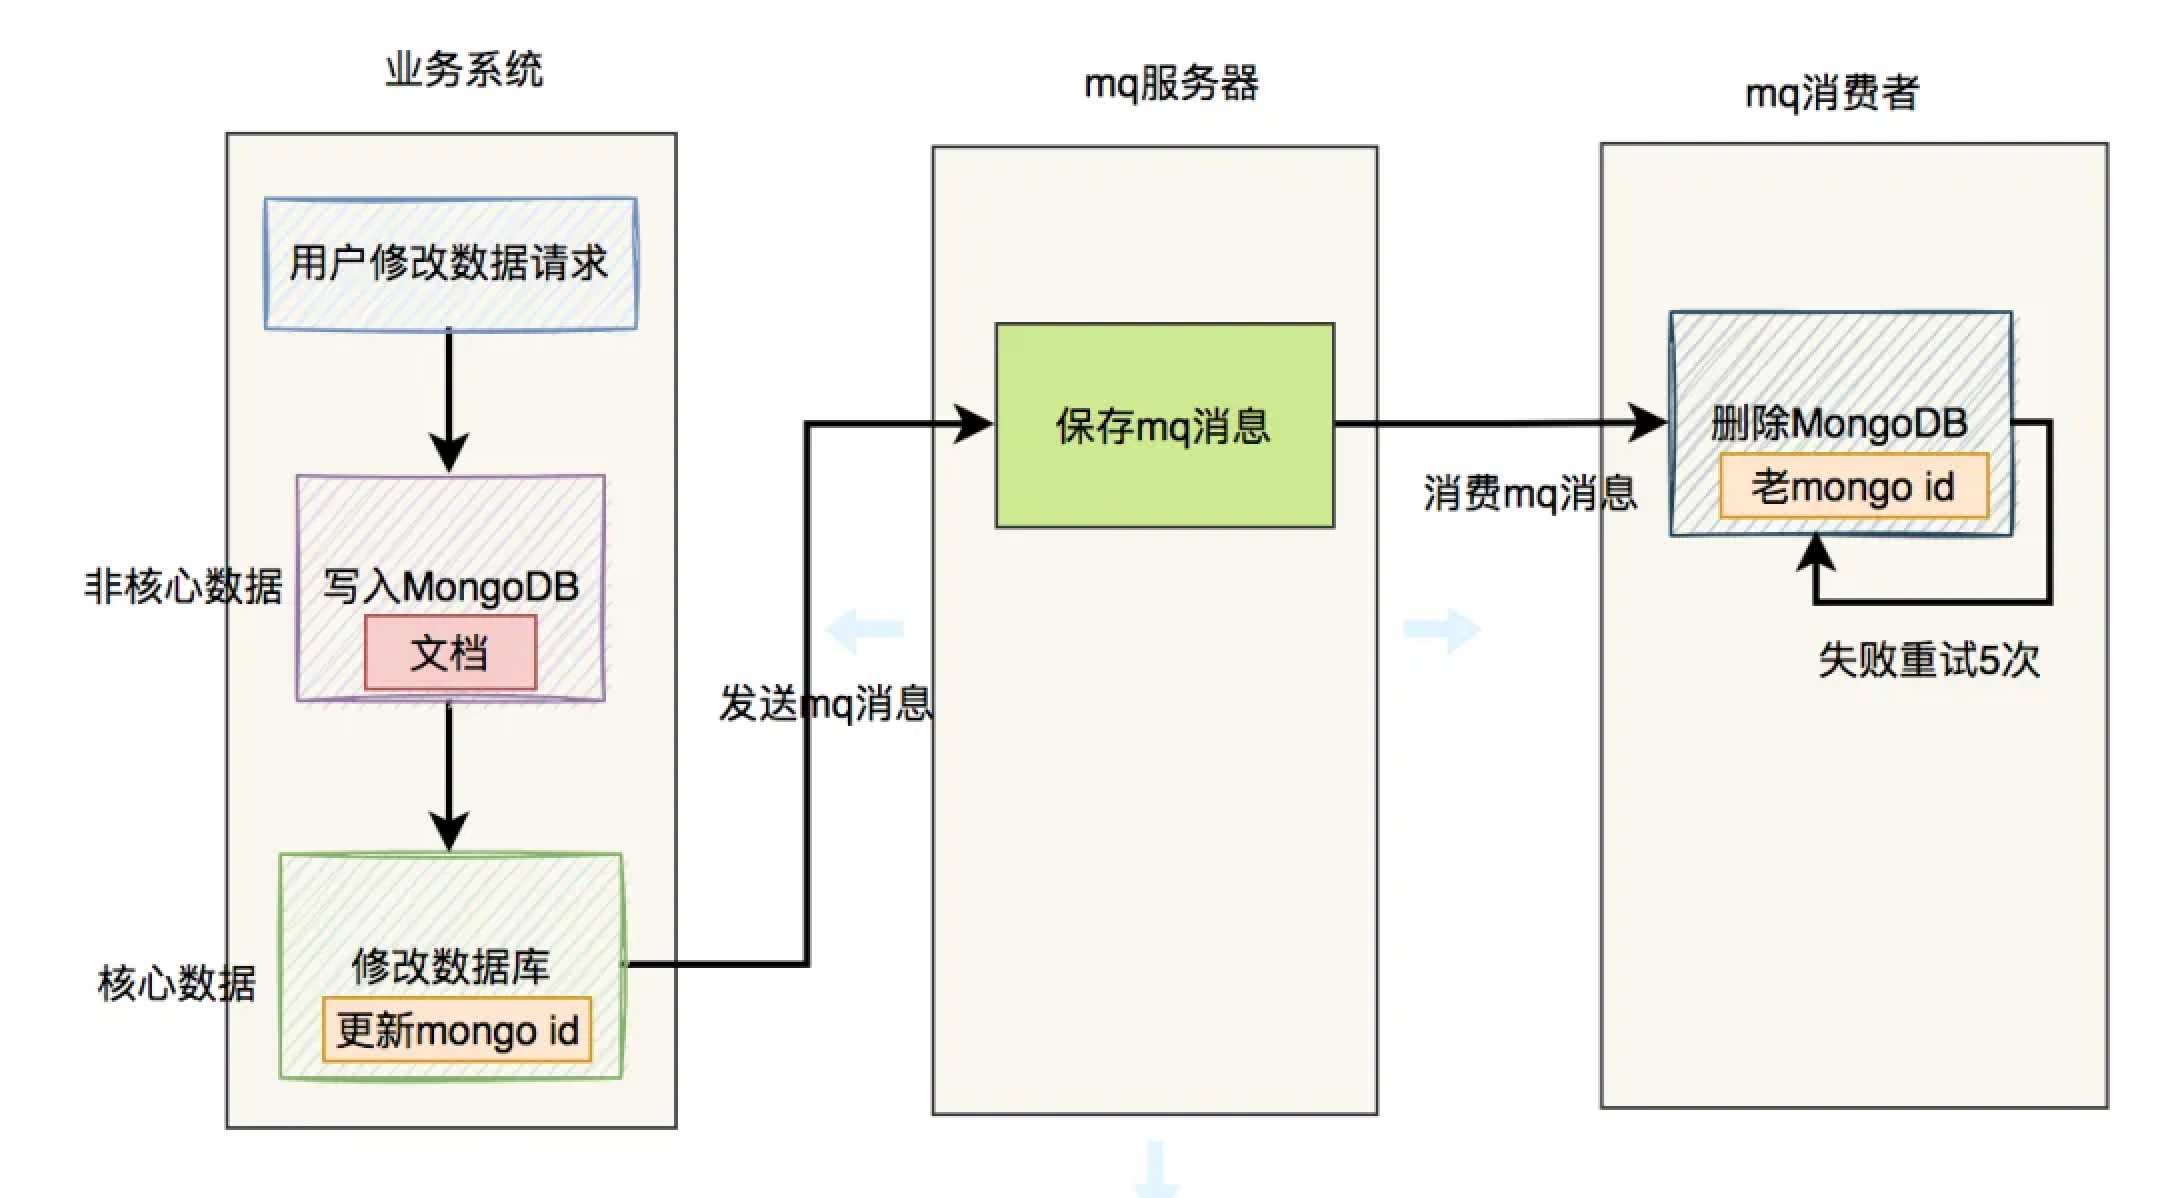 业务系统
用户修改数据请求
非核心数据
写入MongoDB
文档
核心数据
修改数据库
更新mongo id
发送mq消息
mq服务器
保存mq消息
消费mq消息
mq消费者
删除MongoDB
老mongo id
失败重试5次